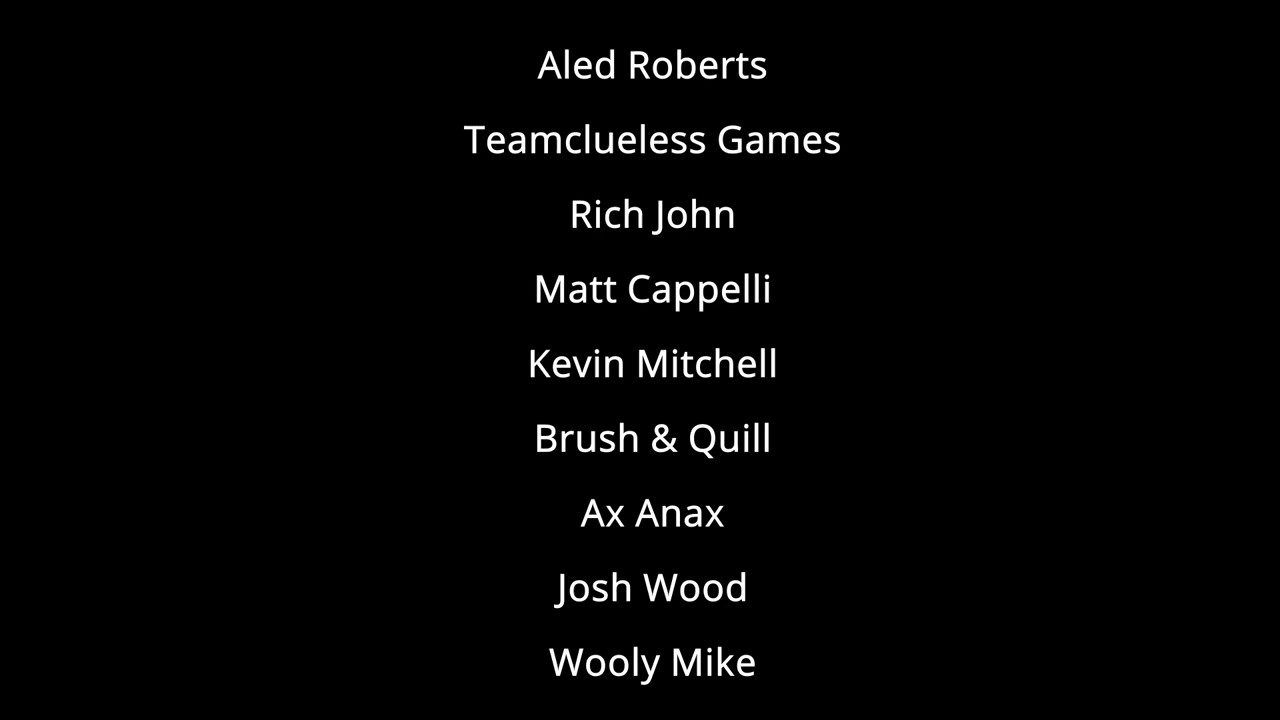 Aled Roberts
Teamclueless Games
Rich John
Matt Cappelli
Kevin Mitchell
Brush & Quill
Ax Anax
Josh Wood
Wooly Mike